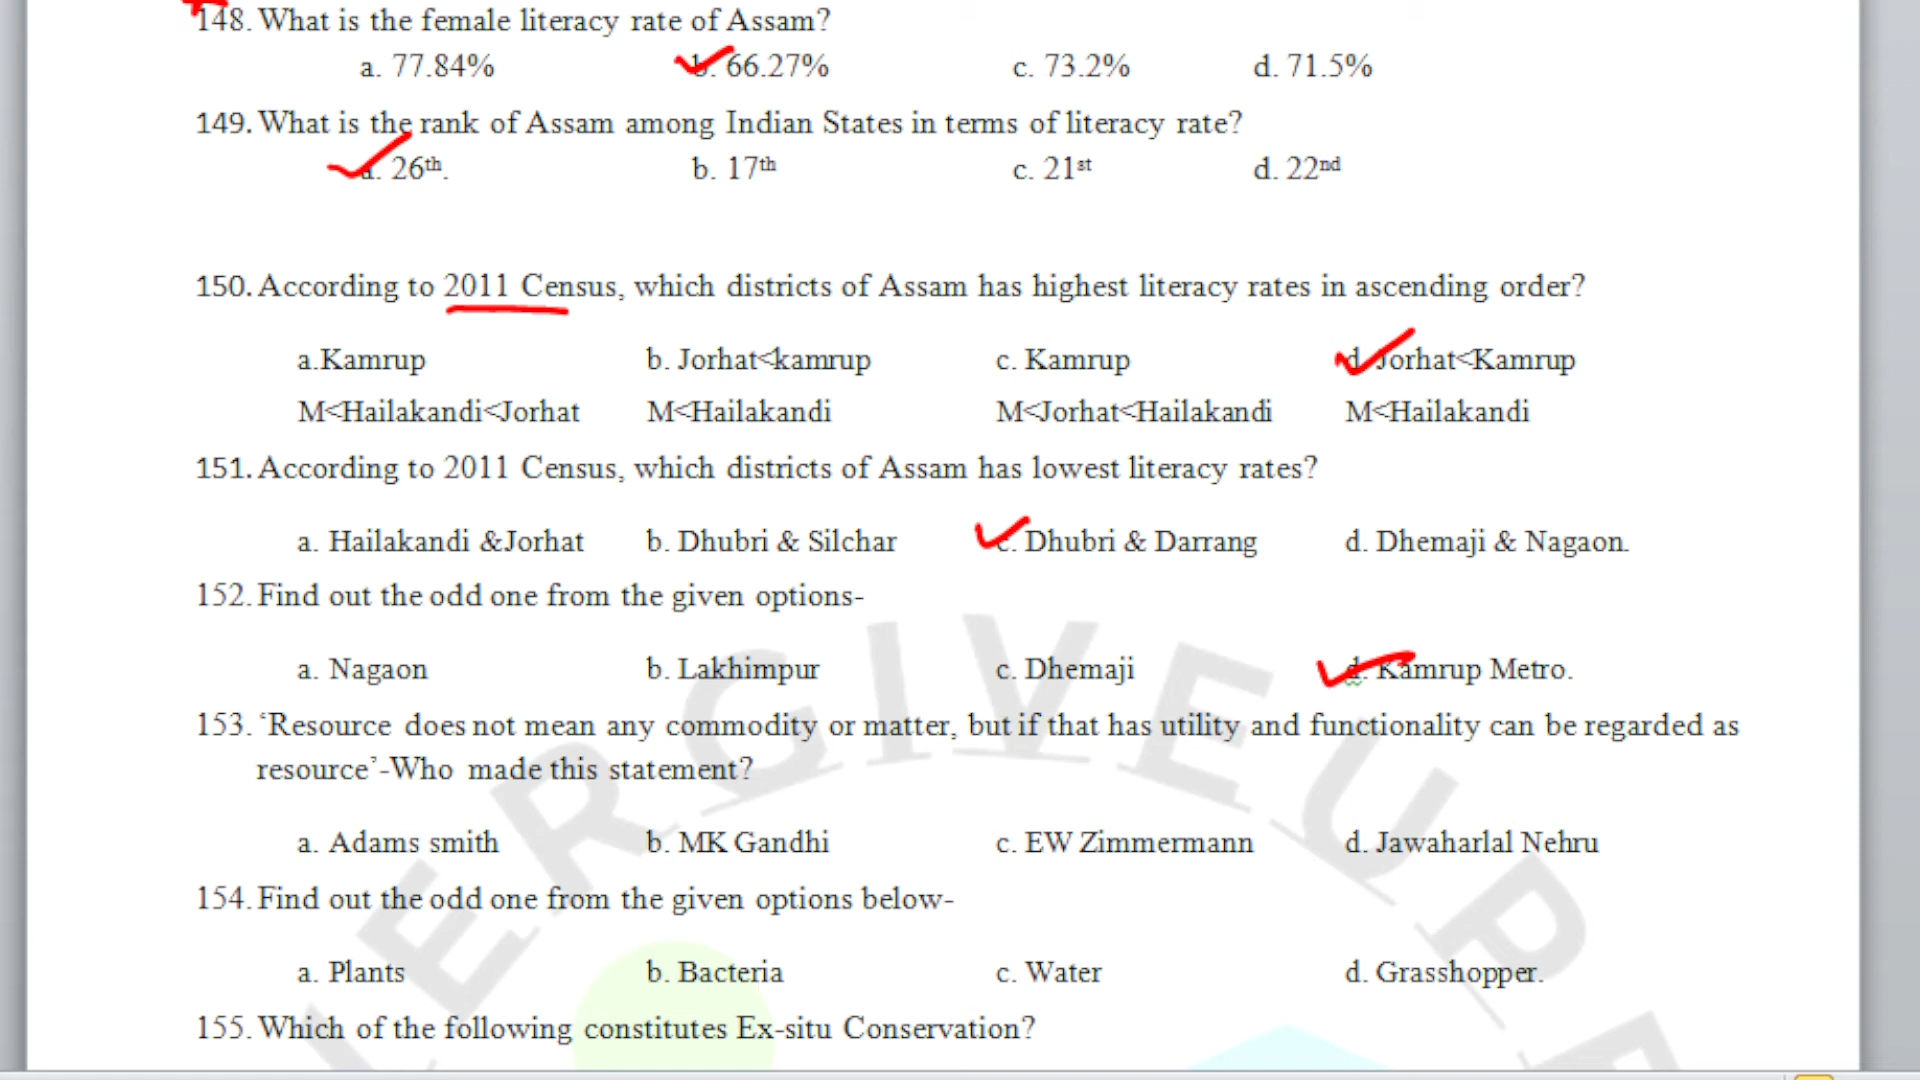 148. What is the female literacy rate of Assam?
a. 77.84% b. 66.27% c. 73.2% d. 71.5%
149. What is the rank of Assam among Indian States in terms of literacy rate?
a. 26th. b. 17th c. 21st d. 22nd
150. According to 2011 Census, which districts of Assam has highest literacy rates in ascending order?
a.Kamrup b. Jorhat<kamrup c. Kamrup d. Jorhat<Kamrup
M<Hailakandi<Jorhat M<Hailakandi M<Jorhat<Hailakandi M<Hailakandi
151. According to 2011 Census, which districts of Assam has lowest literacy rates?
a. Hailakandi &Jorhat b. Dhubri & Silchar c. Dhubri & Darrang d. Dhemaji & Nagaon.
152. Find out the odd one from the given options-
a. Nagaon b. Lakhimpur c. Dhemaji d. Kamrup Metro.
153. ‘Resource does not mean any commodity or matter, but if that has utility and functionality can be regarded as
resource’-Who made this statement?
a. Adams smith b. MK Gandhi c. EW Zimmermann d. Jawaharlal Nehru
154. Find out the odd one from the given options below-
a. Plants b. Bacteria c. Water d. Grasshopper.
155. Which of the following constitutes Ex-situ Conservation?